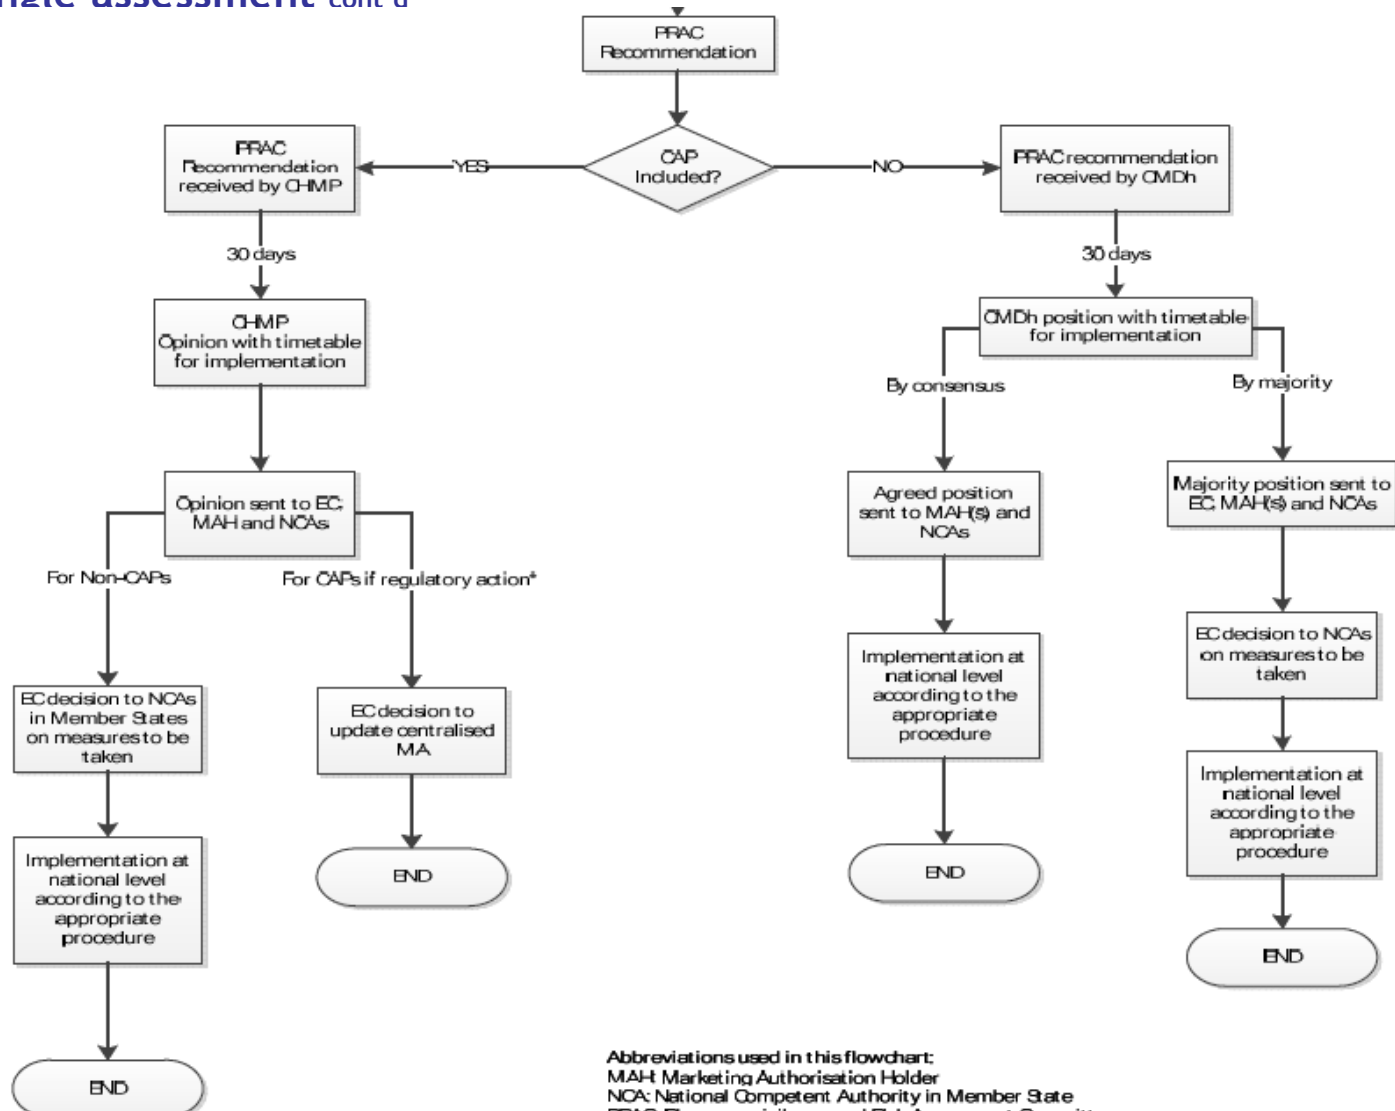 ngle assessment cont'd
PRAC
Recommendation
CAP
Included?
YES
NO
PRAC
Recommendation
received by CHMP
PRAC recommendation
received by CMDh
30 days
30 days
CHMP
Opinion with timetable
for implementation
CMDh position with timetable
for implementation
By consensus
By majority
Opinion sent to EC,
MAH and NCAs
Agreed position
sent to MAH(s) and
NCAs
Majority position sent to
EC, MAH(s) and NCAs
For Non-CAPs
For CAPs if regulatory action*
EC decision to NCAs
in Member States
on measures to be
taken
EC decision to
update centralised
MA
Implementation at
national level
according to the
appropriate
procedure
EC decision to NCAs
on measures to be
taken
Implementation at
national level
according to the
appropriate
procedure
END
END
Implementation at
national level
according to the
appropriate
procedure
END
END
Abbreviations used in this flowchart:
MAH: Marketing Authorisation Holder
NCA: National Competent Authority in Member State